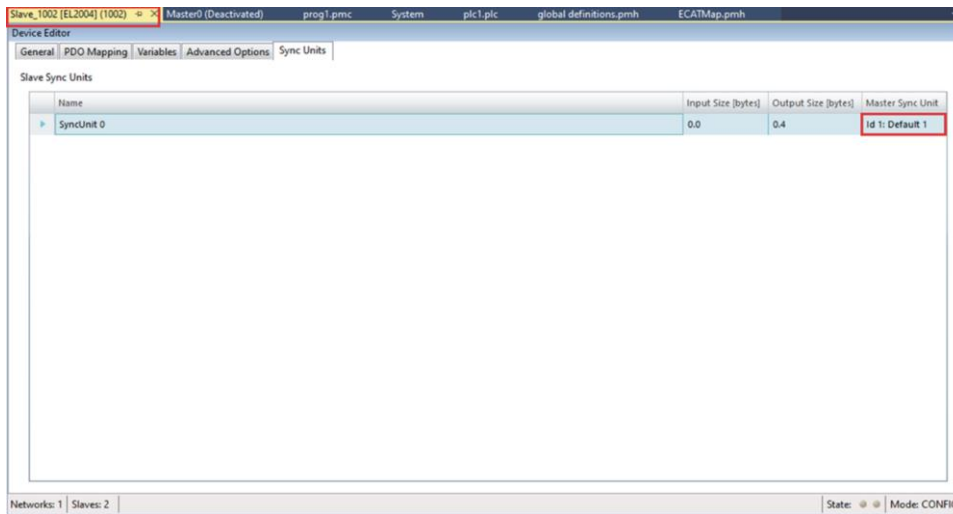 Slave_1002 [EL2004] (1002) Master0 (Deactivated) prog1.pmc System plc1.plc global definitions.pmh ECATMap.pmh
Device Editor
General PDO Mapping Variables Advanced Options Sync Units
Slave Sync Units
Name Input Size [bytes] Output Size [bytes] Master Sync Unit
SyncUnit 0 0.0 0.4 Id 1: Default 1
Networks: 1 Slaves: 2 State: Mode: CONFI